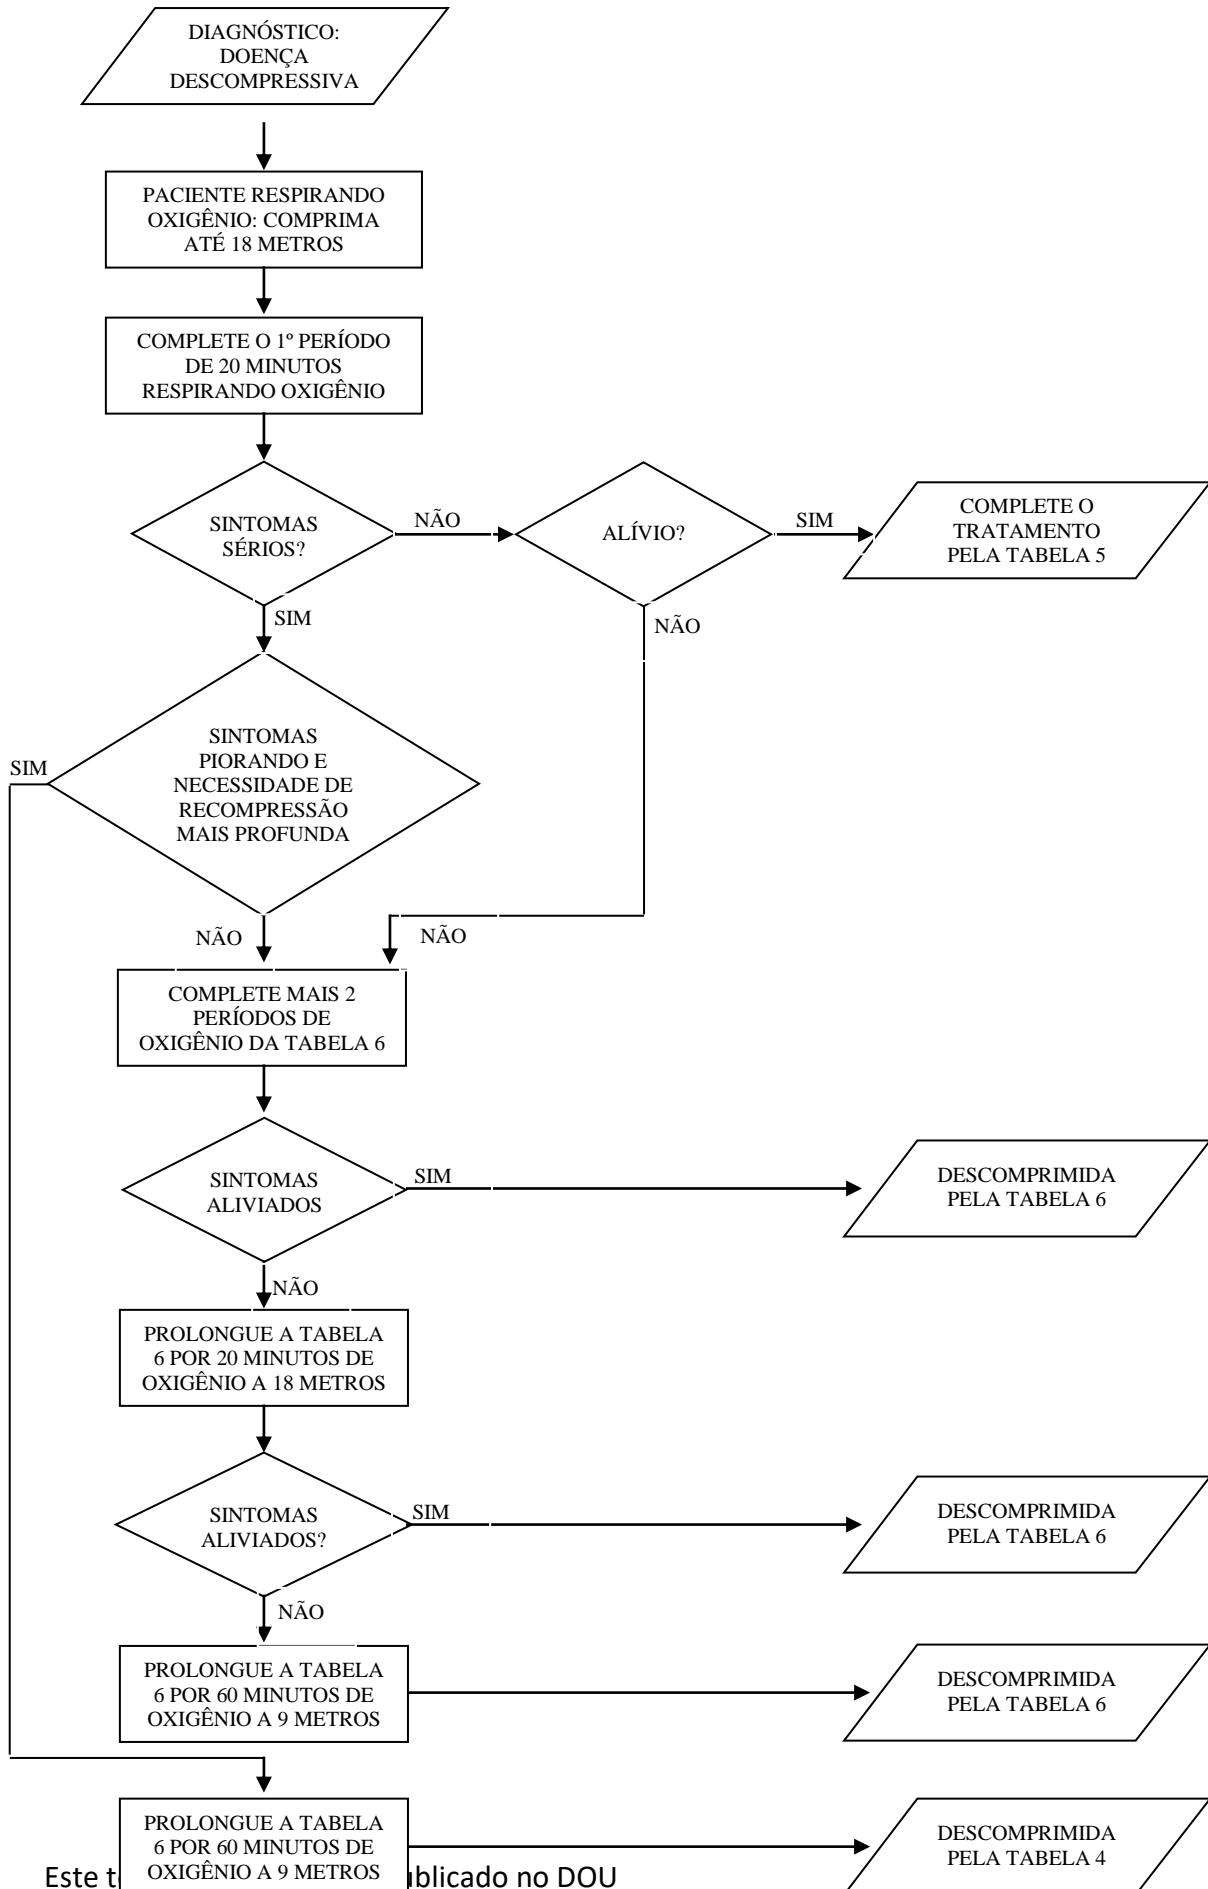 DIAGNÓSTICO:
DOENÇA
DESCOMPRESSIVA
PACIENTE RESPIRANDO
OXIGÊNIO: COMPRIMA
ATÉ 18 METROS
COMPLETE O 1º PERÍODO
DE 20 MINUTOS
RESPIRANDO OXIGÊNIO
SINTOMAS
SÉRIOS?
NÃO
ALÍVIO?
SIM
COMPLETE O
TRATAMENTO
PELA TABELA 5
SIM
NÃO
SINTOMAS
PIORANDO E
NECESSIDADE DE
RECOMPRESSÃO
MAIS PROFUNDA
SIM
NÃO
NÃO
COMPLETE MAIS 2
PERÍODOS DE
OXIGÊNIO DA TABELA 6
SINTOMAS
ALIVIADOS
SIM
DESCOMPRIMIDA
PELA TABELA 6
NÃO
PROLONGUE A TABELA
6 POR 20 MINUTOS DE
OXIGÊNIO A 18 METROS
SINTOMAS
ALIVIADOS?
SIM
DESCOMPRIMIDA
PELA TABELA 6
NÃO
PROLONGUE A TABELA
6 POR 60 MINUTOS DE
OXIGÊNIO A 9 METROS
DESCOMPRIMIDA
PELA TABELA 6
PROLONGUE A TABELA
6 POR 60 MINUTOS DE
OXIGÊNIO A 9 METROS
DESCOMPRIMIDA
PELA TABELA 4
Este no DOU